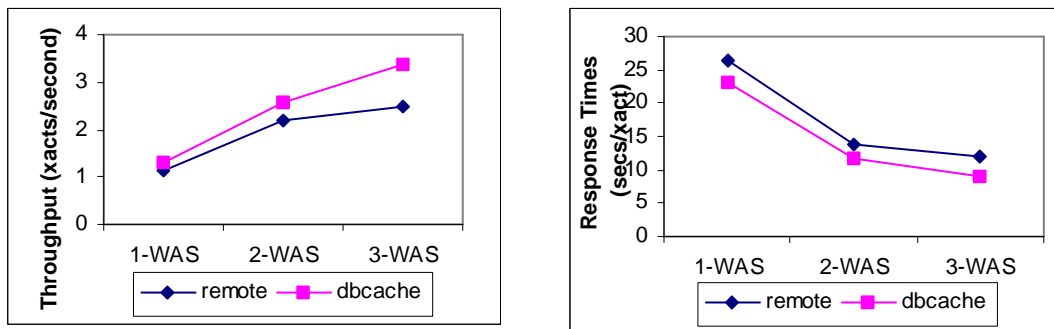 Throughput (xacts/second)
4
3
2
1
0
1-WAS 2-WAS 3-WAS
remote dbcache
Response Times
(secs/xact)
30
25
20
15
10
5
0
1-WAS 2-WAS 3-WAS
remote dbcache